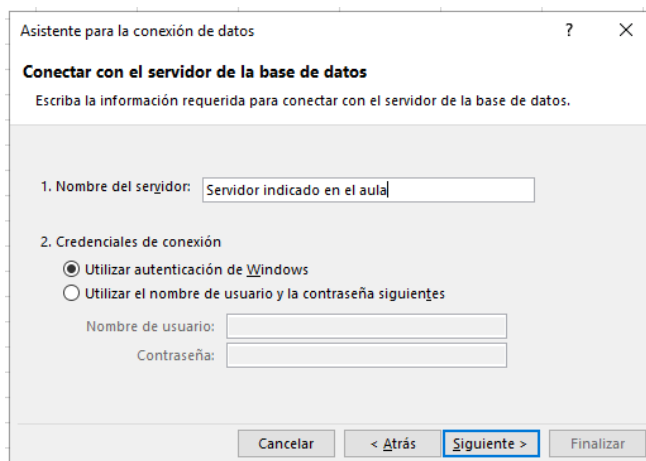 Asistente para la conexión de datos
?
Conectar con el servidor de la base de datos
Escriba la información requerida para conectar con el servidor de la base de datos.
1. Nombre del servidor: Servidor indicado en el aula
2. Credenciales de conexión
Utilizar autenticación de Windows
Utilizar el nombre de usuario y la contraseña siguientes
Nombre de usuario:
Contraseña:
Cancelar < Atrás Siguiente > Finalizar